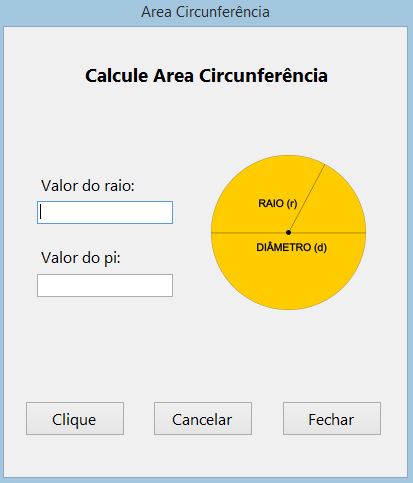 Area Circunferência
Calcule Area Circunferência
Valor do raio:
RAIO (r)
DIÂMETRO (d)
Valor do pi:
Clique Cancelar Fechar